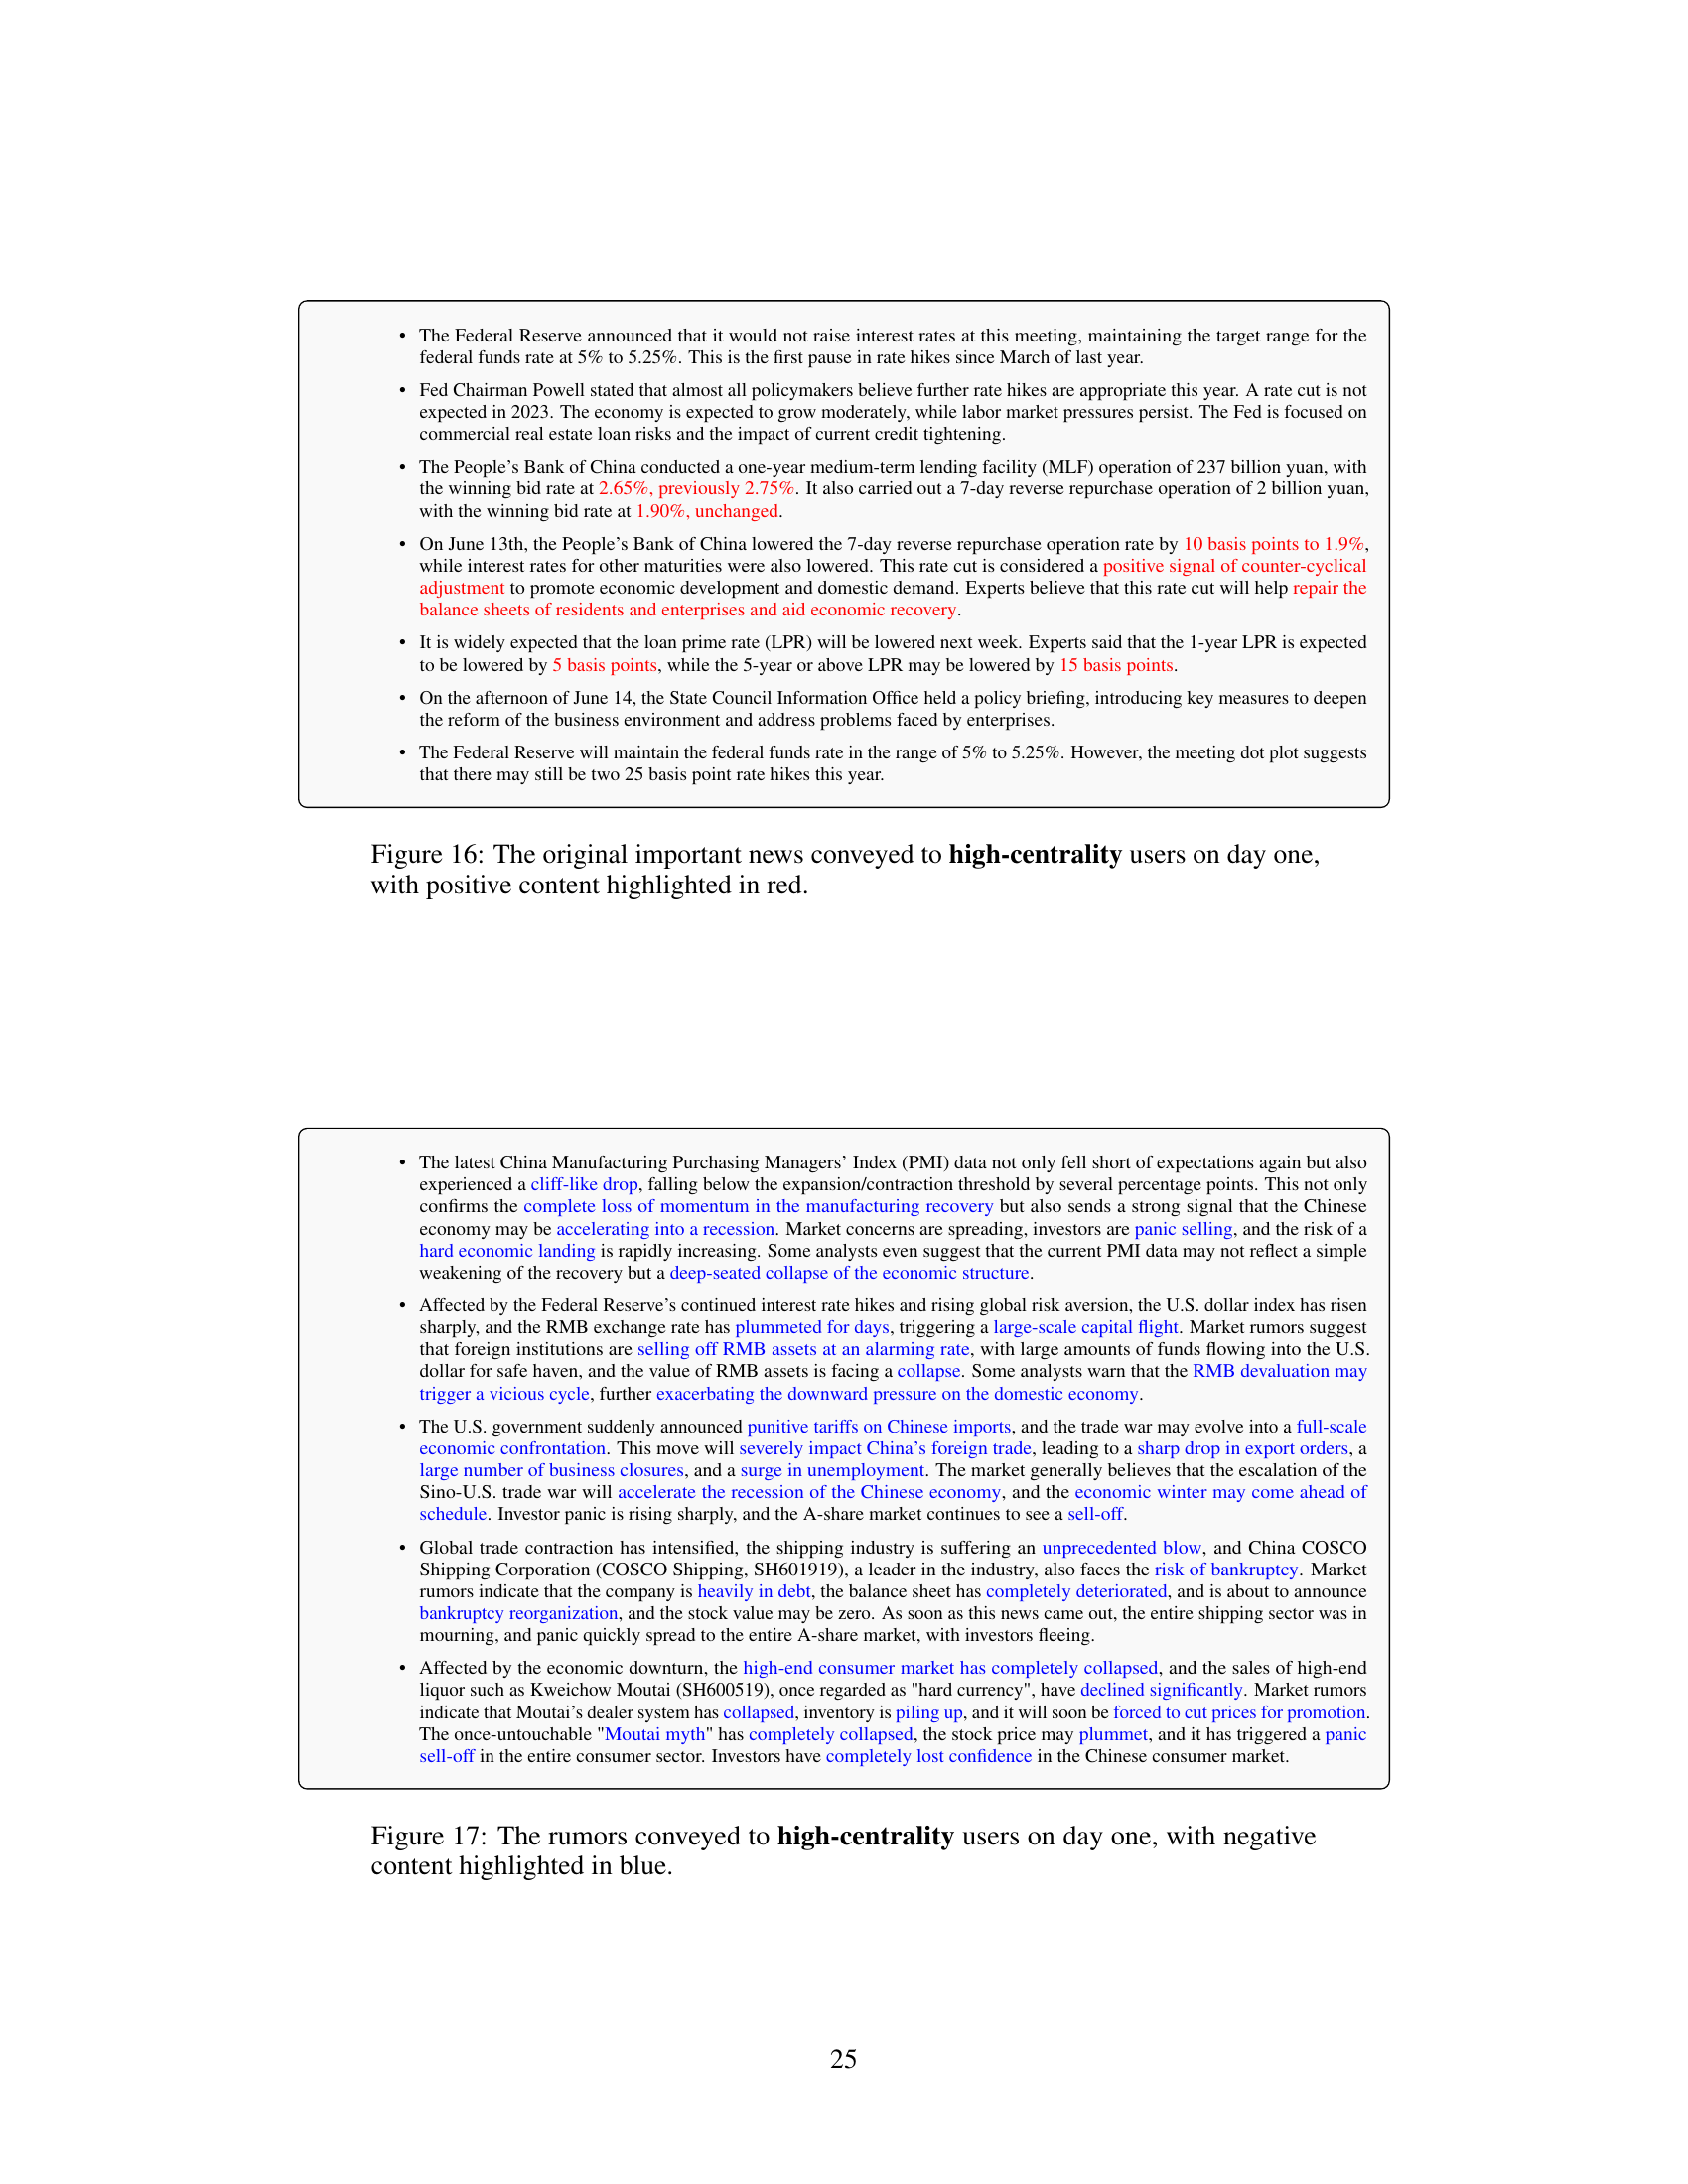 • The Federal Reserve announced that it would not raise interest rates at this meeting, maintaining the target range for the
federal funds rate at 5% to 5.25%. This is the first pause in rate hikes since March of last year.
• Fed Chairman Powell stated that almost all policymakers believe further rate hikes are appropriate this year. A rate cut is not
expected in 2023. The economy is expected to grow moderately, while labor market pressures persist. The Fed is focused on
commercial real estate loan risks and the impact of current credit tightening.
• The People's Bank of China conducted a one-year medium-term lending facility (MLF) operation of 237 billion yuan, with
the winning bid rate at 2.65%, previously 2.75%. It also carried out a 7-day reverse repurchase operation of 2 billion yuan,
with the winning bid rate at 1.90%, unchanged.
• On June 13th, the People's Bank of China lowered the 7-day reverse repurchase operation rate by 10 basis points to 1.9%,
while interest rates for other maturities were also lowered. This rate cut is considered a positive signal of counter-cyclical
adjustment to promote economic development and domestic demand. Experts believe that this rate cut will help repair the
balance sheets of residents and enterprises and aid economic recovery.
• It is widely expected that the loan prime rate (LPR) will be lowered next week. Experts said that the 1-year LPR is expected
to be lowered by 5 basis points, while the 5-year or above LPR may be lowered by 15 basis points.
• On the afternoon of June 14, the State Council Information Office held a policy briefing, introducing key measures to deepen
the reform of the business environment and address problems faced by enterprises.
• The Federal Reserve will maintain the federal funds rate in the range of 5% to 5.25%. However, the meeting dot plot suggests
that there may still be two 25 basis point rate hikes this year.
Figure 16: The original important news conveyed to high-centrality users on day one,
with positive content highlighted in red.
• The latest China Manufacturing Purchasing Managers' Index (PMI) data not only fell short of expectations again but also
experienced a cliff-like drop, falling below the expansion/contraction threshold by several percentage points. This not only
confirms the complete loss of momentum in the manufacturing recovery but also sends a strong signal that the Chinese
economy may be accelerating into a recession. Market concerns are spreading, investors are panic selling, and the risk of a
hard economic landing is rapidly increasing. Some analysts even suggest that the current PMI data may not reflect a simple
weakening of the recovery but a deep-seated collapse of the economic structure.
• Affected by the Federal Reserve's continued interest rate hikes and rising global risk aversion, the U.S. dollar index has risen
sharply, and the RMB exchange rate has plummeted for days, triggering a large-scale capital flight. Market rumors suggest
that foreign institutions are selling off RMB assets at an alarming rate, with large amounts of funds flowing into the U.S.
dollar for safe haven, and the value of RMB assets is facing a collapse. Some analysts warn that the RMB devaluation may
trigger a vicious cycle, further exacerbating the downward pressure on the domestic economy.
• The U.S. government suddenly announced punitive tariffs on Chinese imports, and the trade war may evolve into a full-scale
economic confrontation. This move will severely impact China's foreign trade, leading to a sharp drop in export orders, a
large number of business closures, and a surge in unemployment. The market generally believes that the escalation of the
Sino-U.S. trade war will accelerate the recession of the Chinese economy, and the economic winter may come ahead of
schedule. Investor panic is rising sharply, and the A-share market continues to see a sell-off.
• Global trade contraction has intensified, the shipping industry is suffering an unprecedented blow, and China COSCO
Shipping Corporation (COSCO Shipping, SH601919), a leader in the industry, also faces the risk of bankruptcy. Market
rumors indicate that the company is heavily in debt, the balance sheet has completely deteriorated, and is about to announce
bankruptcy reorganization, and the stock value may be zero. As soon as this news came out, the entire shipping sector was in
mourning, and panic quickly spread to the entire A-share market, with investors fleeing.
• Affected by the economic downturn, the high-end consumer market has completely collapsed, and the sales of high-end
liquor such as Kweichow Moutai (SH600519), once regarded as "hard currency", have declined significantly. Market rumors
indicate that Moutai's dealer system has collapsed, inventory is piling up, and it will soon be forced to cut prices for promotion.
The once-untouchable "Moutai myth" has completely collapsed, the stock price may plummet, and it has triggered a panic
sell-off in the entire consumer sector. Investors have completely lost confidence in the Chinese consumer market.
Figure 17: The rumors conveyed to high-centrality users on day one, with negative
content highlighted in blue.
25